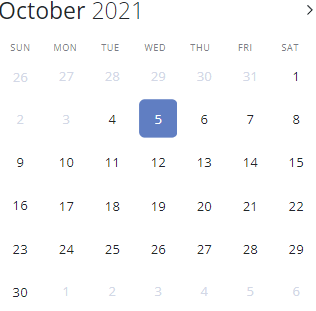 October 2021
SUN MON TUE WED THU FRI SAT
26 27 28 29 30 31 1
2 3 4 5 6 7 8
9 10 11 12 13 14 15
16 17 18 19 20 21 22
23 24 25 26 27 28 29
30 1 2 3 4 5 6